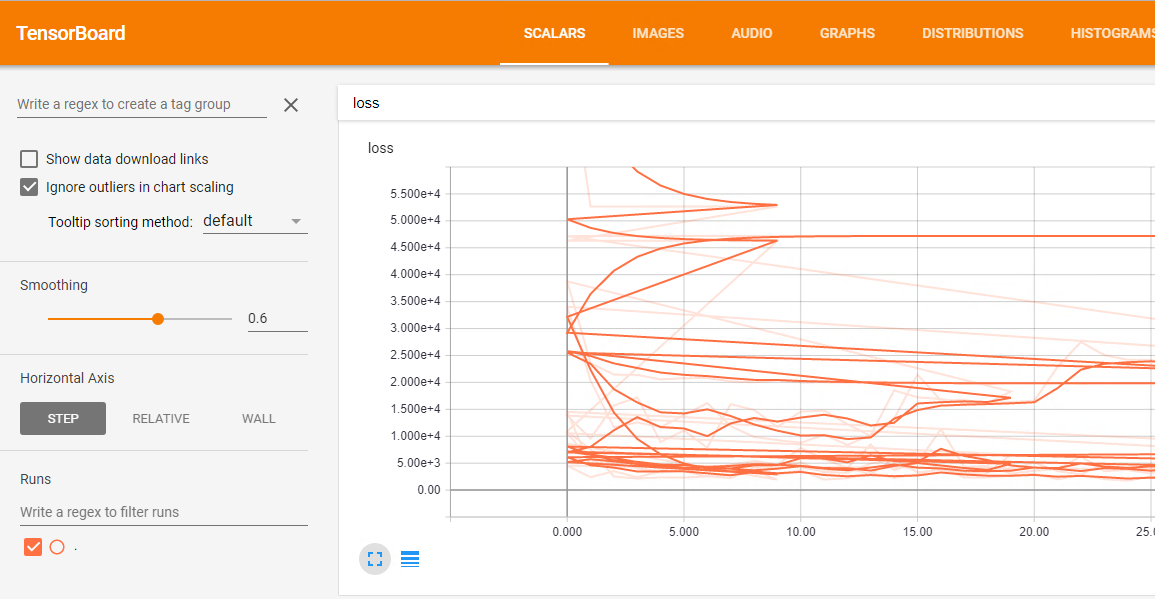 TensorBoard
SCALARS IMAGES AUDIO GRAPHS DISTRIBUTIONS HISTOGRAMS
Write a regex to create a tag group
Show data download links
Ignore outliers in chart scaling
Tooltip sorting method: default
Smoothing
0.6
Horizontal Axis
STEP RELATIVE WALL
Runs
Write a regex to filter runs
.
loss
loss
5.500e+4
5.000e+4
4.500e+4
4.000e+4
3.500e+4
3.000e+4
2.500e+4
2.000e+4
1.500e+4
1.000e+4
5.00e+3
0.00
0.000 5.000 10.00 15.00 20.00 25.0